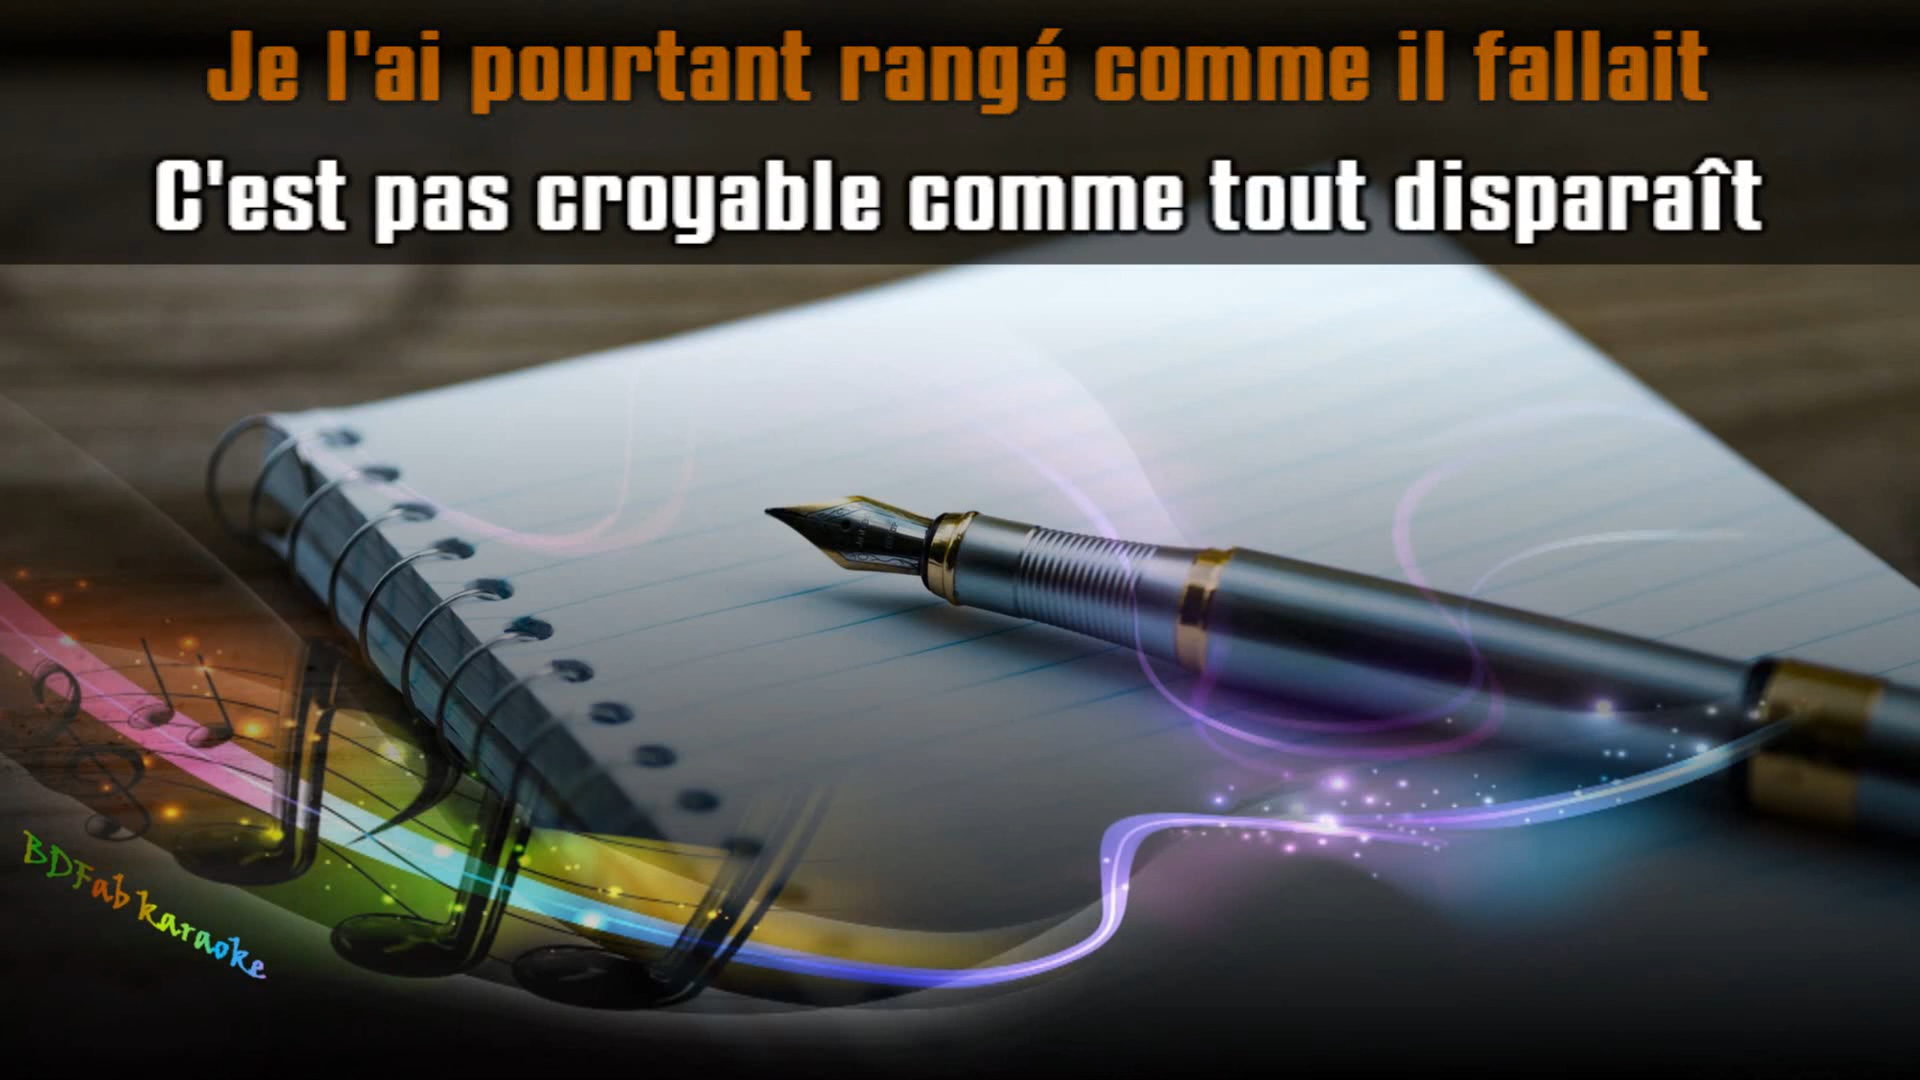 Je l'ai pourtant rangé comme il fallait
C'est pas croyable comme tout disparaît
BDFab karaoke